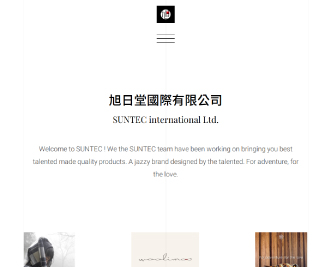 旭日堂國際有限公司
SUNTEC international Ltd.
Welcome to SUNTEC ! We the SUNTEC team have been working on bringing you best
talented made quality products. A jazzy brand designed by the talented. For adventure, for
the love.